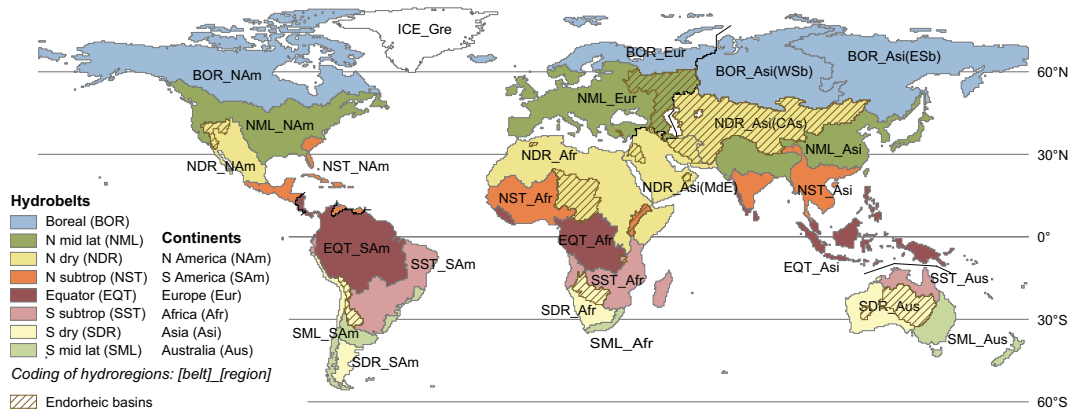 ICE_Gre
BOR_NAm
BOR_Eur
BOR_Asi(WSb)
BOR_Asi(ESb)
60°N
NML_NAm
NML_Eur
NDR_Asi(CAs)
NML_Asi
30°N
NDR_NAm
NST_NAm
NDR_Afr
NDR_Asi(MdE)
NST_Afr
NST_Asi
Hydrobelts
Boreal (BOR)
N mid lat (NML)
N dry (NDR)
N subtrop (NST)
Equator (EQT)
S subtrop (SST)
S dry (SDR)
S mid lat (SML)
Continents
N America (NAm)
S America (SAm)
Europe (Eur)
Africa (Afr)
Asia (Asi)
Australia (Aus)
Coding of hydroregions: [belt]_[region]
Endorheic basins
EQT_SAm
EQT_Afr
0°
EQT_Asi
SST_SAm
SST_Afr
SST_Aus
SDR_Afr
SDR_Aus
30°S
SML_SAm
SML_Afr
SML_Aus
SDR_SAm
60°S